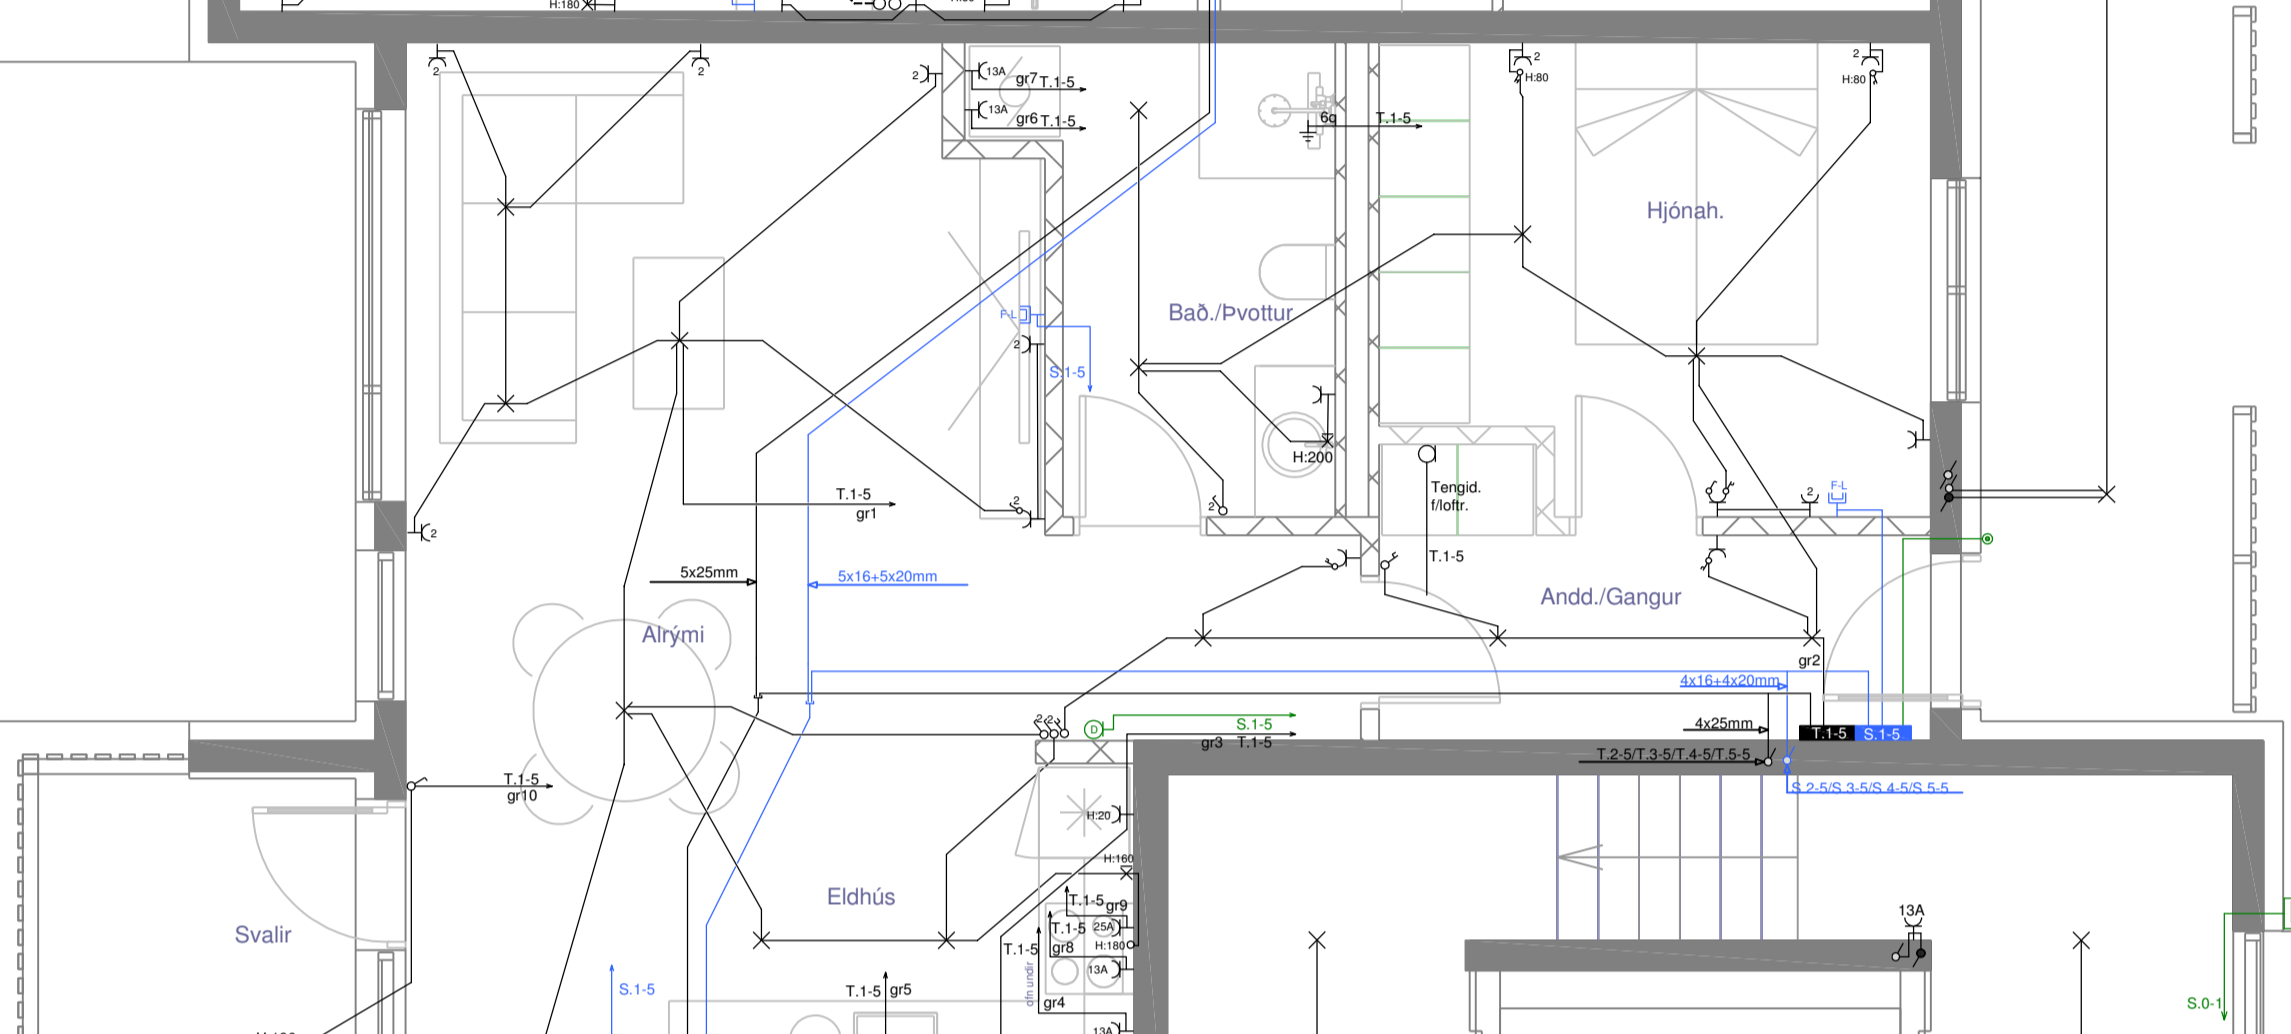 H:180
2
2
2
13A
gr7
T.1-5
13A
gr6
T.1-5
6q
T.1-5
2
H:80
2
H:80
Hjónah.
Bað./Þvottur
F-L
2
S.1-5
H:200
Tengid.
f/loftr.
T.1-5
T.1-5
gr1
2
2
2
2
F-L
2
5x25mm
5x16+5x20mm
Andd./Gangur
Alrými
gr2
4x16+4x20mm
4x25mm
T.1-5
S.1-5
2
2
D
S.1-5
gr3
T.1-5
T.2-5/T.3-5/T.4-5/T.5-5
S.2-5/S.3-5/S.4-5/S.5-5
T.1-5
gr10
H:20
H:160
Eldhús
Svalir
T.1-5
gr9
25A
T.1-5
gr8
H:180
T.1-5
13A
ofn undir
gr4
13A
13A
S.1-5
T.1-5
gr5
S.0-1